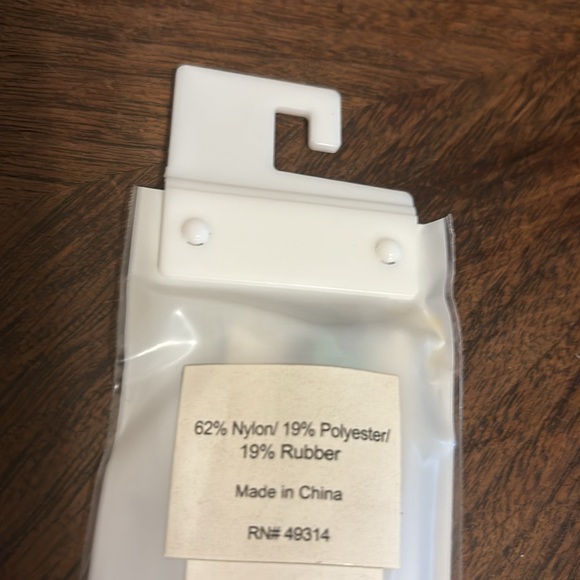 62% Nylon/ 19% Polyester/
19% Rubber
Made in China
RN# 49314